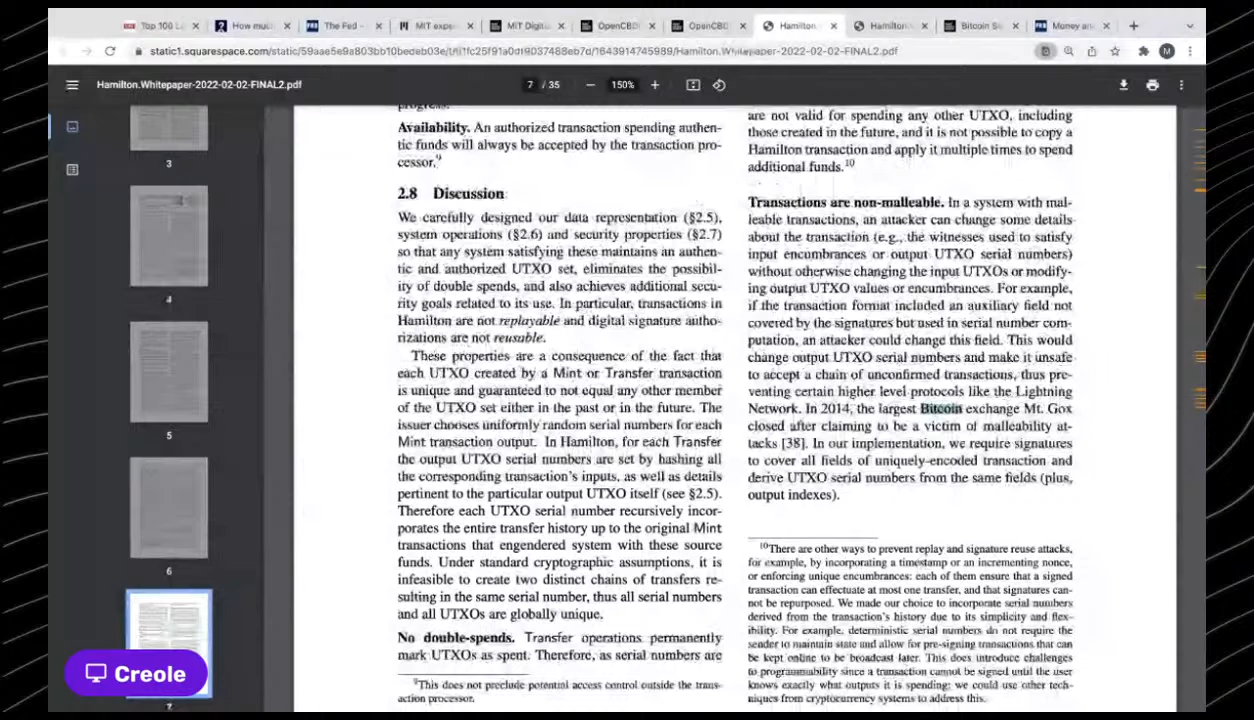 Top 100 L
How muc
The Fed -
MIT expe
MIT Digit
OpenCBD
OpenCBD
Hamilton
Hamilton
Bitcoin S
Money an
Hamilton.Whitepaper-2022-02-02-FINAL2.pdf
7 / 35
150%
3
4
5
6
7
progress.
Availability. An authorized transaction spending authen-
tic funds will always be accepted by the transaction pro-
cessor.9
2.8 Discussion
We carefully designed our data representation (§2.5),
system operations (§2.6) and security properties (§2.7)
so that any system satisfying these maintains an authen-
tic and authorized UTXO set, eliminates the possibil-
ity of double spends, and also achieves additional secu-
rity goals related to its use. In particular, transactions in
Hamilton are not replayable and digital signature autho-
rizations are not reusable.
These properties are a consequence of the fact that
each UTXO created by a Mint or Transfer transaction
is unique and guaranteed to not equal any other member
of the UTXO set either in the past or in the future. The
issuer chooses uniformly random serial numbers for each
Mint transaction output. In Hamilton, for each Transfer
the output UTXO serial numbers are set by hashing all
the corresponding transaction's inputs, as well as details
pertinent to the particular output UTXO itself (see §2.5).
Therefore each UTXO serial number recursively incor-
porates the entire transfer history up to the original Mint
transactions that engendered system with these source
funds. Under standard cryptographic assumptions, it is
infeasible to create two distinct chains of transfers re-
sulting in the same serial number, thus all serial numbers
and all UTXOs are globally unique.
No double-spends. Transfer operations permanently
mark UTXOs as spent. Therefore, as serial numbers are
9This does not preclude potential access control outside the trans-
action processor.
are not valid for spending any other UTXO, including
those created in the future, and it is not possible to copy a
Hamilton transaction and apply it multiple times to spend
additional funds.10
Transactions are non-malleable. In a system with mal-
leable transactions, an attacker can change some details
about the transaction (e.g., the witnesses used to satisfy
input encumbrances or output UTXO serial numbers)
without otherwise changing the input UTXOs or modify-
ing output UTXO values or encumbrances. For example,
if the transaction format included an auxiliary field not
covered by the signatures but used in serial number com-
putation, an attacker could change this field. This would
change output UTXO serial numbers and make it unsafe
to accept a chain of unconfirmed transactions, thus pre-
venting certain higher level protocols like the Lightning
Network. In 2014, the largest Bitcoin exchange Mt. Gox
closed after claiming to be a victim of malleability at-
tacks [38]. In our implementation, we require signatures
to cover all fields of uniquely-encoded transaction and
derive UTXO serial numbers from the same fields (plus,
output indexes).
10There are other ways to prevent replay and signature reuse attacks,
for example, by incorporating a timestamp or an incrementing nonce,
or enforcing unique encumbrances: each of them ensure that a signed
transaction can effectuate at most one transfer, and that signatures can-
not be repurposed. We made our choice to incorporate serial numbers
derived from the transaction's history due to its simplicity and flex-
ibility. For example, deterministic serial numbers do not require the
sender to maintain state and allow for pre-signing transactions that can
be kept online to be broadcast later. This does introduce challenges
to programmability since a transaction cannot be signed until the user
knows exactly what outputs it is spending; we could use other tech-
niques from cryptocurrency systems to address this.
Creole